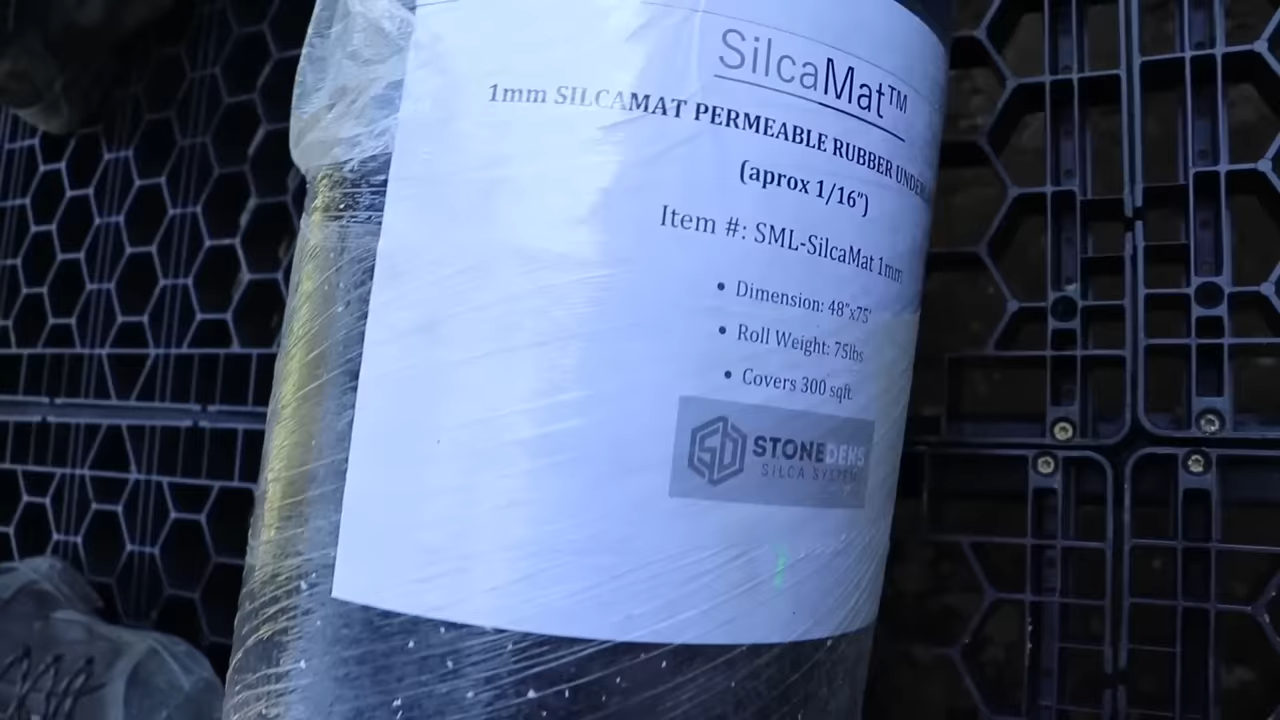 SilcaMat™
1mm SILCAMAT PERMEABLE RUBBER
(aprox 1/16")
Item #: SML-SilcaMat 1mm
• Dimension: 48"x75'
• Roll Weight: 75lbs
• Covers 300 sqft
STONEDEKS
SILCA SYSTEM